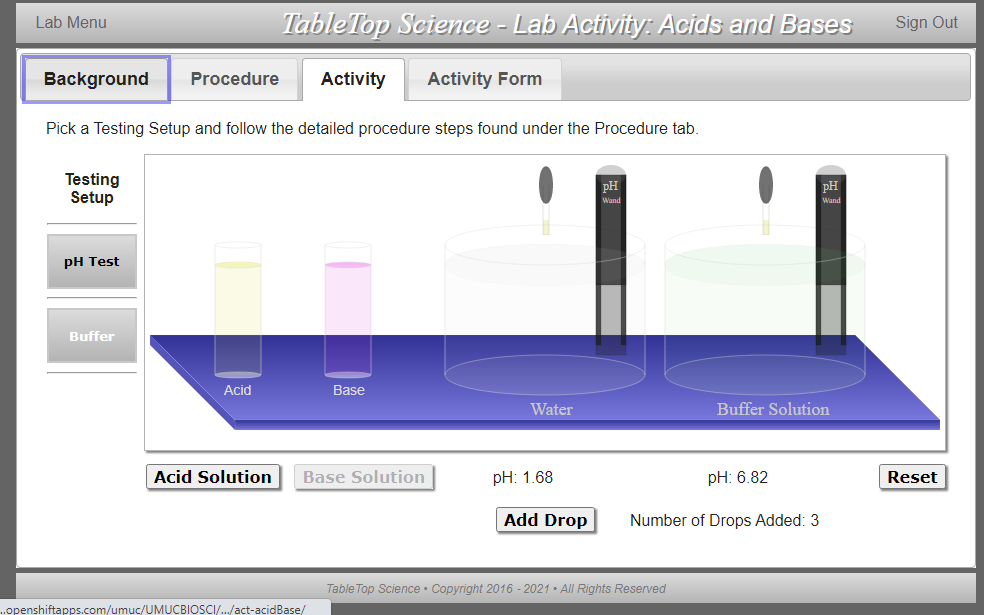 Lab Menu
TableTop Science - Lab Activity: Acids and Bases
Sign Out
Background
Procedure
Activity
Activity Form
Pick a Testing Setup and follow the detailed procedure steps found under the Procedure tab.
Testing
Setup
pH Test
Buffer
pH
Wand
pH
Wand
Acid
Base
Water
Buffer Solution
Acid Solution
Base Solution
pH: 1.68
pH: 6.82
Reset
Add Drop
Number of Drops Added: 3
TableTop Science • Copyright 2016 - 2021 • All Rights Reserved
..openshiftapps.com/umuc/UMUCBIOSCI/.../act-acidBase/